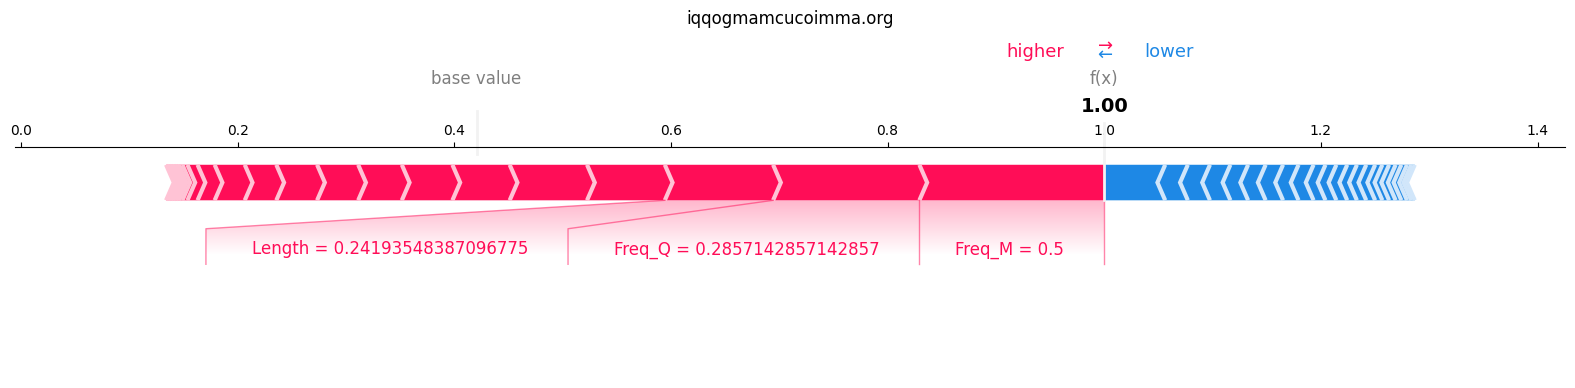 iqqogmamcucoimma.org
higher → ← lower
base value f(x)
1.00
0.0 0.2 0.4 0.6 0.8 1.0 1.2 1.4
Length = 0.24193548387096775 Freq_Q = 0.2857142857142857 Freq_M = 0.5